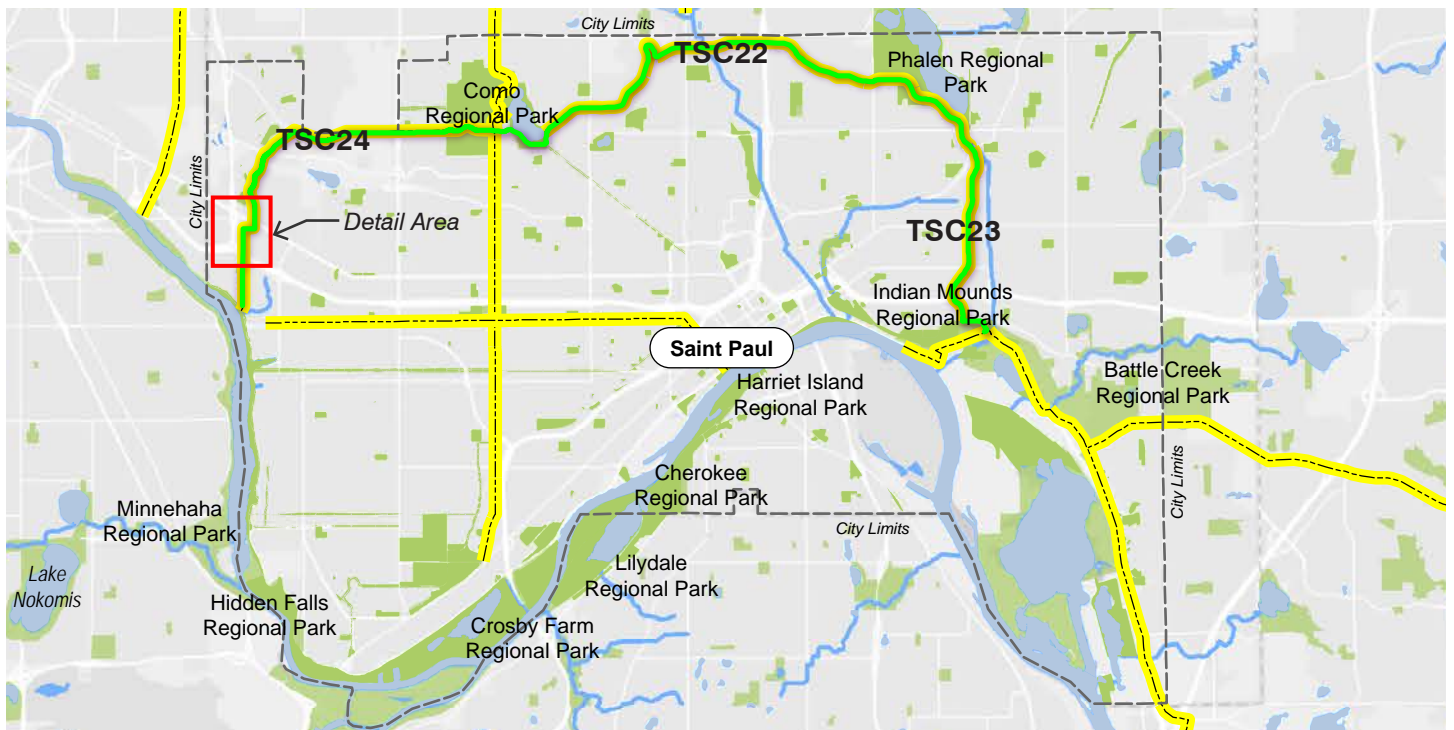 City Limits
TSC22
Phalen Regional
Park
Como
Regional Park
TSC24
City Limits
Detail Area
TSC23
Indian Mounds
Regional Park
Saint Paul
Battle Creek
Regional Park
Harriet Island
Regional Park
City Limits
Cherokee
Regional Park
Minnehaha
Regional Park
City Limits
Lilydale
Regional Park
Lake
Nokomis
Hidden Falls
Regional Park
Crosby Farm
Regional Park